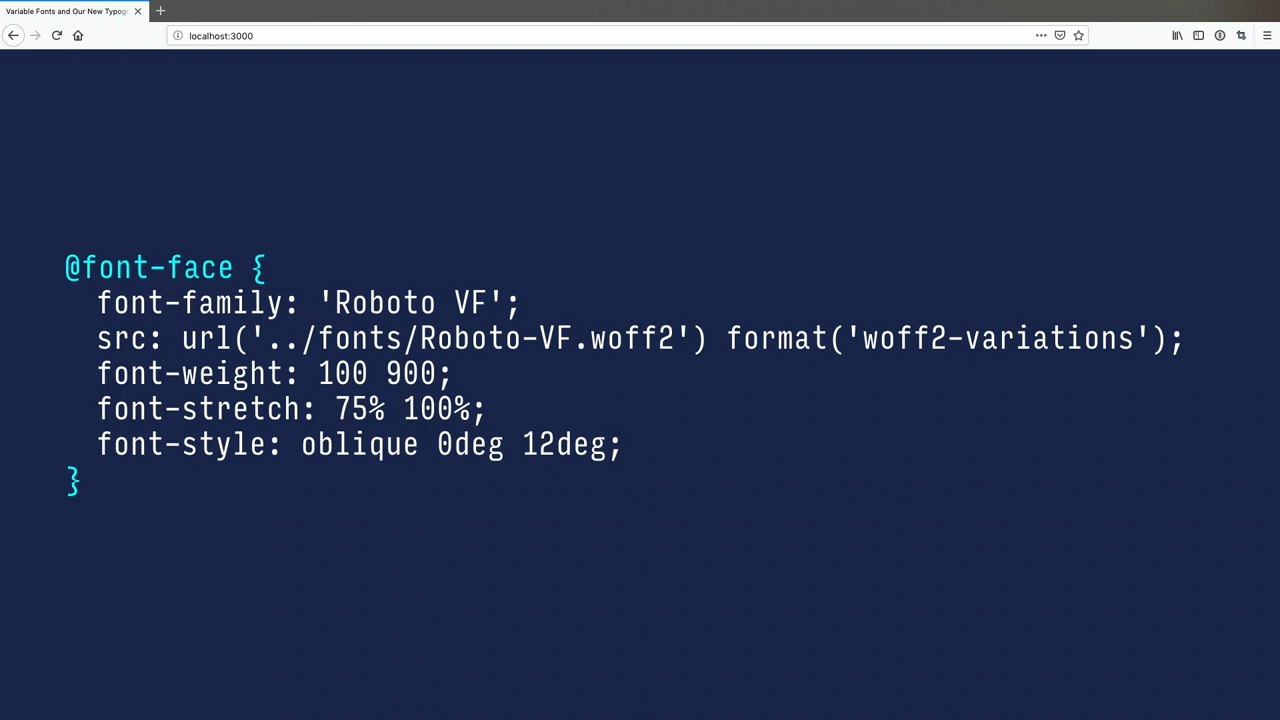 Variable Fonts and Our New Typogr
localhost:3000
@font-face {
font-family: 'Roboto VF';
src: url('../fonts/Roboto-VF.woff2') format('woff2-variations');
font-weight: 100 900;
font-stretch: 75% 100%;
font-style: oblique 0deg 12deg;
}